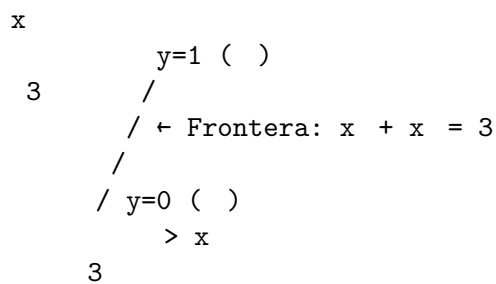 x
y=1 ( )
3 /
/ ← Frontera: x + x = 3
/
/ y=0 ( )
> x
3